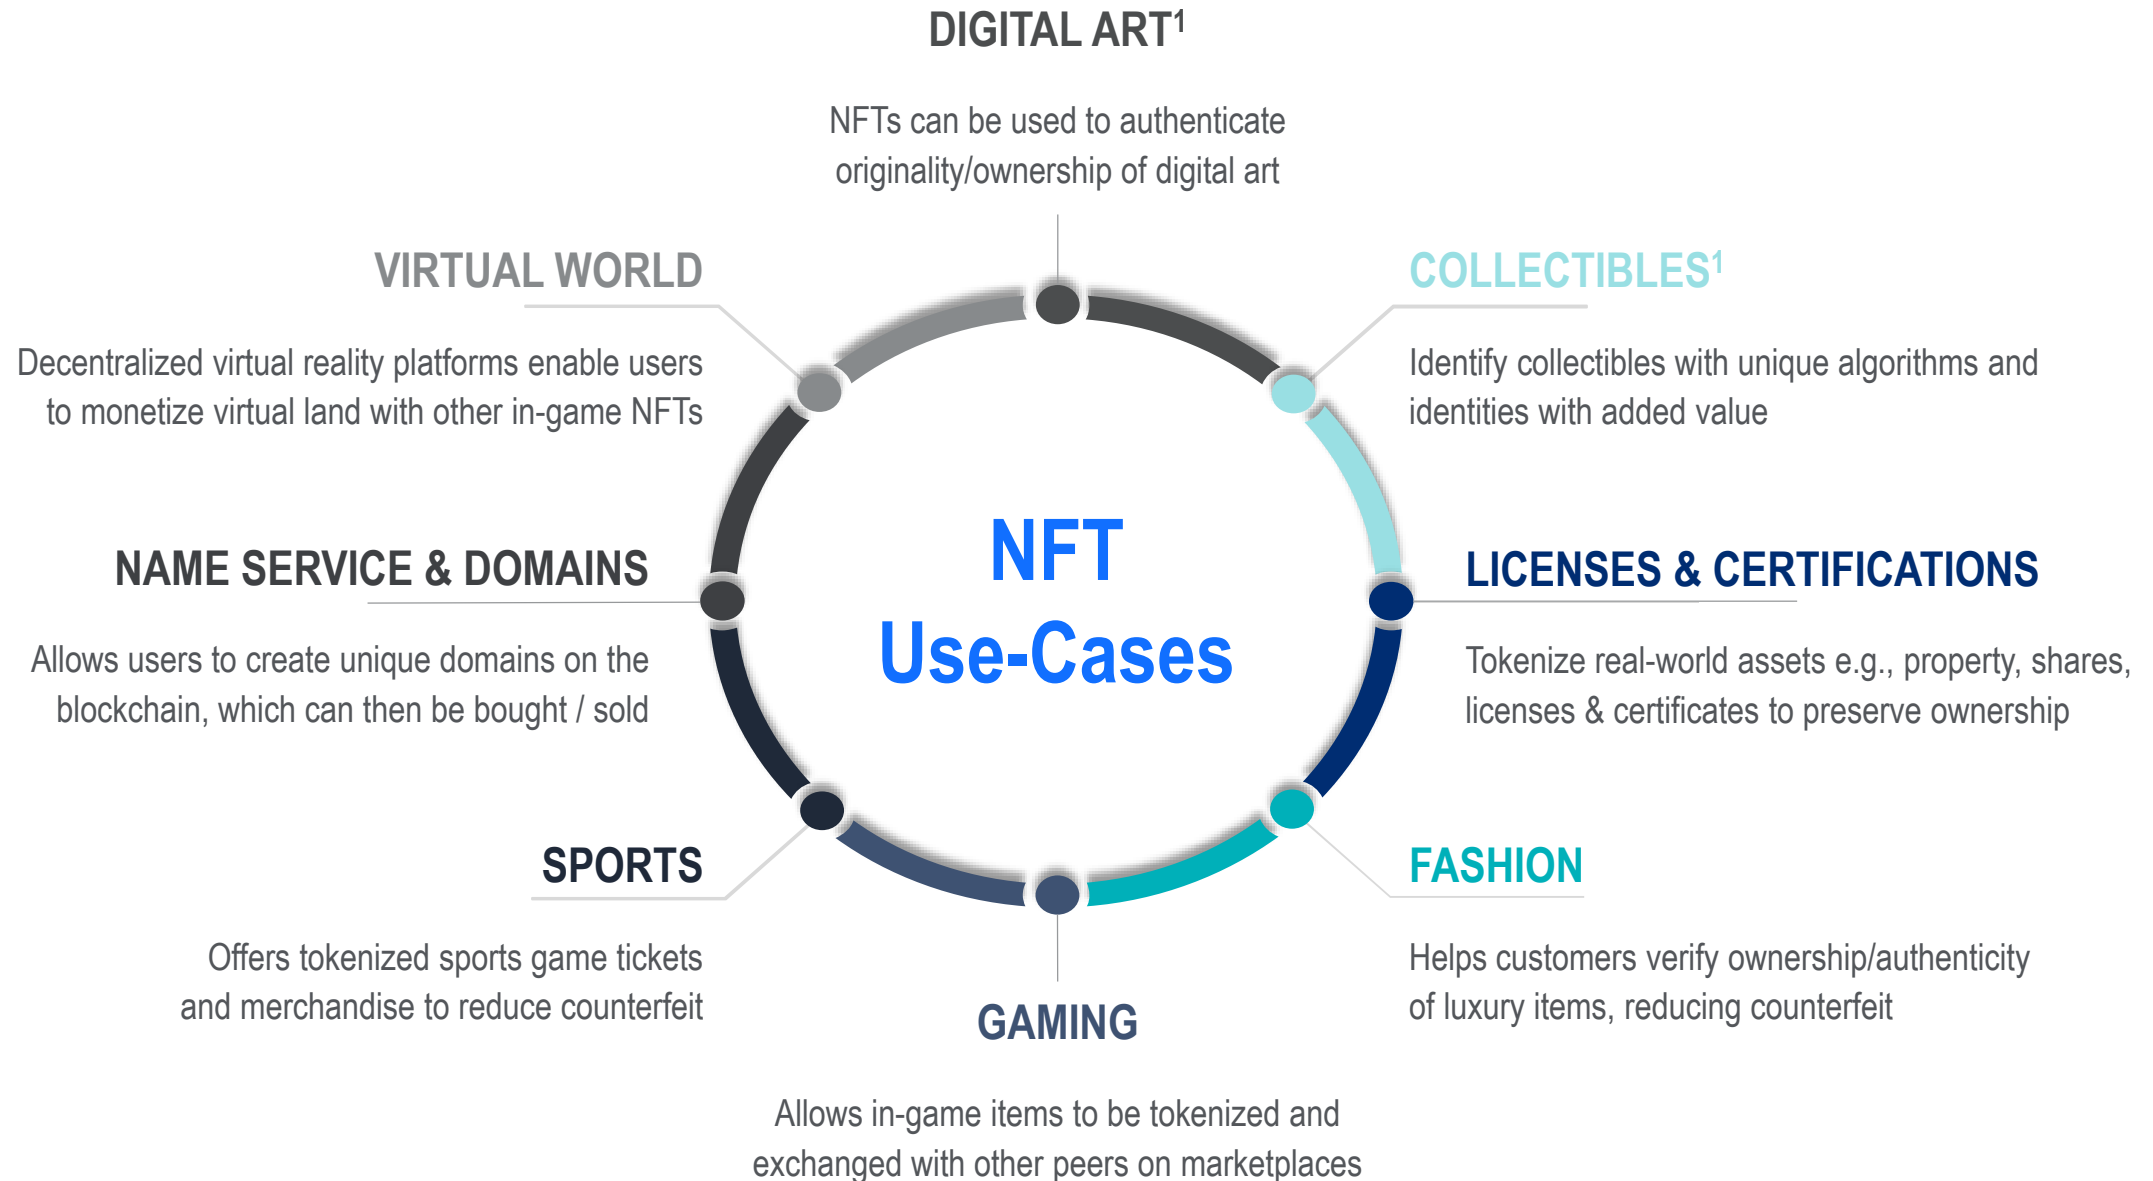 DIGITAL ART¹
NFTs can be used to authenticate
originality/ownership of digital art
VIRTUAL WORLD
Decentralized virtual reality platforms enable users
to monetize virtual land with other in-game NFTs
COLLECTIBLES¹
Identify collectibles with unique algorithms and
identities with added value
NFT
Use-Cases
NAME SERVICE & DOMAINS
Allows users to create unique domains on the
blockchain, which can then be bought / sold
LICENSES & CERTIFICATIONS
Tokenize real-world assets e.g., property, shares,
licenses & certificates to preserve ownership
SPORTS
Offers tokenized sports game tickets
and merchandise to reduce counterfeit
FASHION
Helps customers verify ownership/authenticity
of luxury items, reducing counterfeit
GAMING
Allows in-game items to be tokenized and
exchanged with other peers on marketplaces